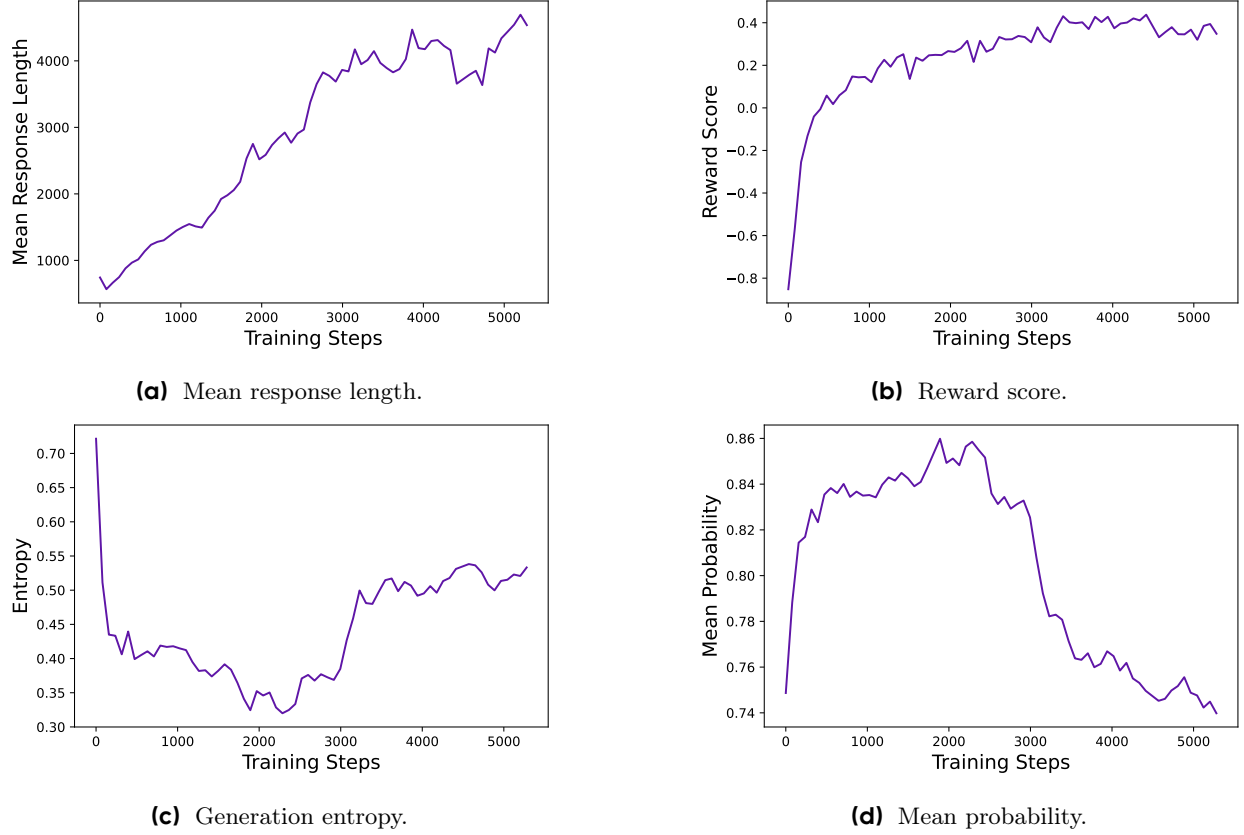 4000
3000
2000
1000
Mean Response Length
0 1000 2000 3000 4000 5000
Training Steps
(a) Mean response length.
0.4
0.2
0.0
−0.2
−0.4
−0.6
−0.8
Reward Score
0 1000 2000 3000 4000 5000
Training Steps
(b) Reward score.
0.70
0.65
0.60
0.55
0.50
0.45
0.40
0.35
0.30
Entropy
0 1000 2000 3000 4000 5000
Training Steps
(c) Generation entropy.
0.86
0.84
0.82
0.80
0.78
0.76
0.74
Mean Probability
0 1000 2000 3000 4000 5000
Training Steps
(d) Mean probability.